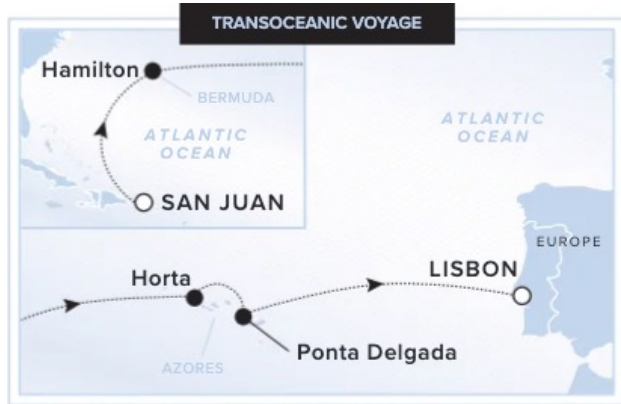 TRANSOCEANIC VOYAGE
Hamilton
BERMUDA
ATLANTIC
OCEAN
SAN JUAN
ATLANTIC
OCEAN
EUROPE
LISBON
Horta
Ponta Delgada
AZORES